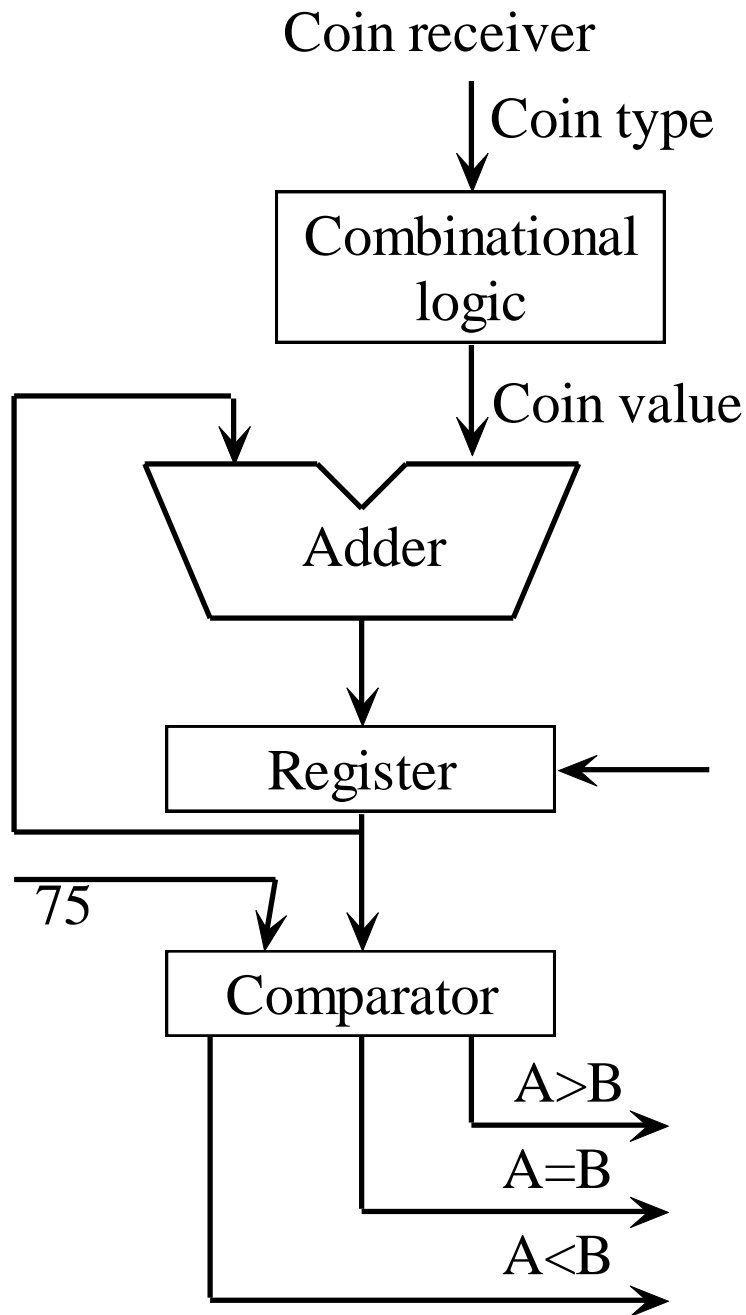 Coin receiver
Coin type
Combinational
logic
Coin value
Adder
Register
75
Comparator
A>B
A=B
A<B